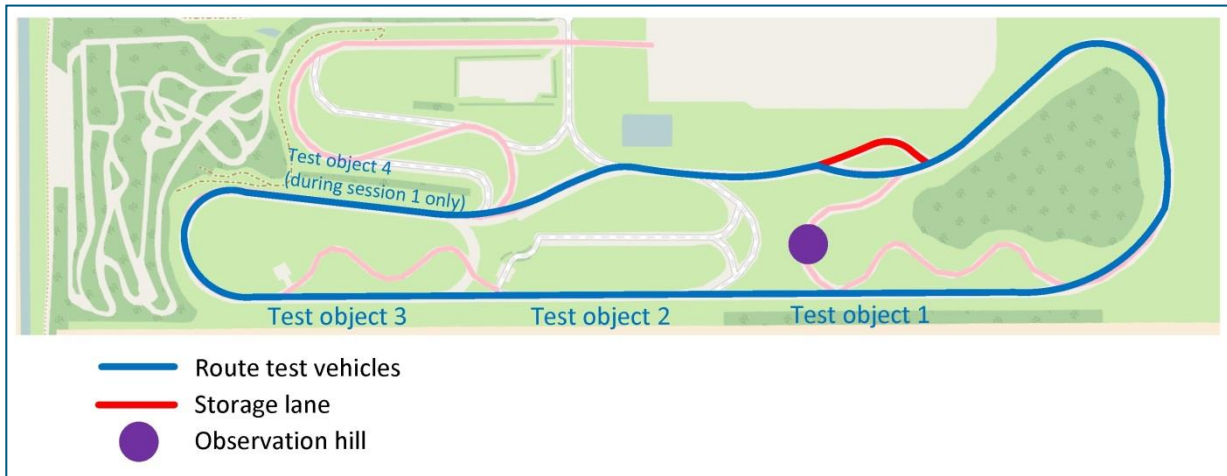 Test object 4
(during session 1 only)
Test object 3
Test object 2
Test object 1
Route test vehicles
Storage lane
Observation hill